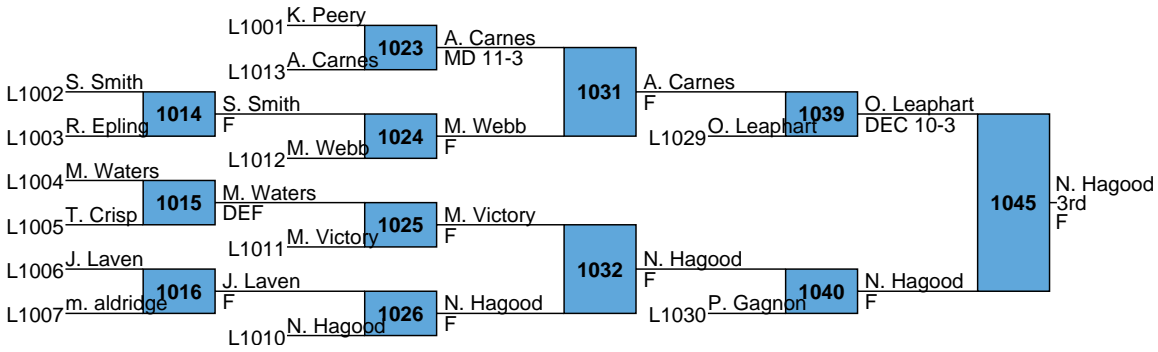 K. Peery
L1001
1023
A. Carnes
MD 11-3
A. Carnes
L1013
1031
A. Carnes
F
S. Smith
L1002
1014
S. Smith
F
R. Epling
L1003
1024
M. Webb
F
M. Webb
L1012
1039
O. Leaphart
DEC 10-3
O. Leaphart
L1029
M. Waters
L1004
1015
M. Waters
DEF
T. Crisp
L1005
1025
M. Victory
F
M. Victory
L1011
1045
N. Hagood
3rd
F
J. Laven
L1006
1016
J. Laven
F
m. aldridge
L1007
1032
N. Hagood
F
1026
N. Hagood
F
N. Hagood
L1010
1040
N. Hagood
F
P. Gagnon
L1030